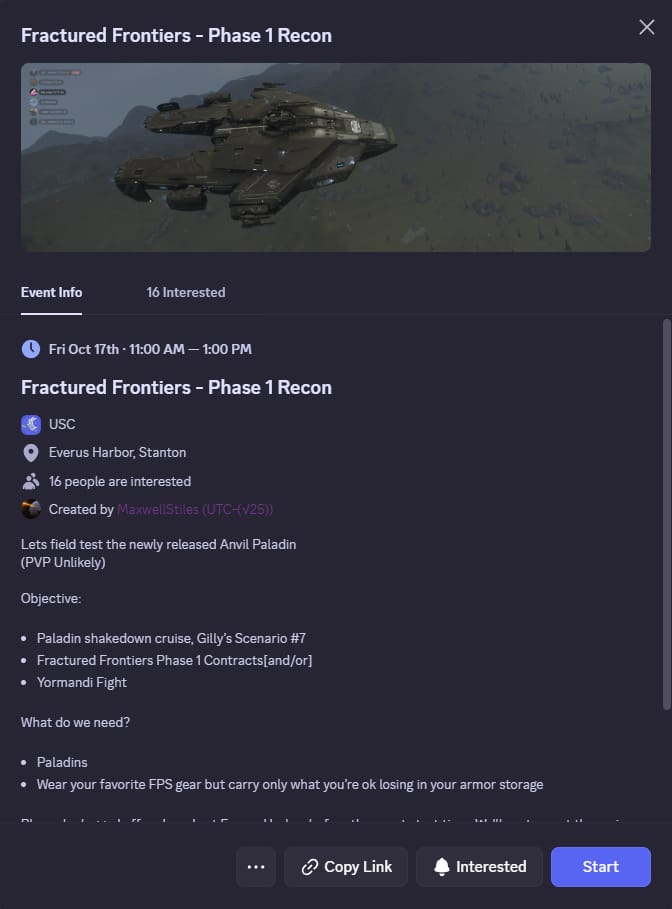 Fractured Frontiers - Phase 1 Recon
Event Info
16 Interested
Fri Oct 17th · 11:00 AM — 1:00 PM
Fractured Frontiers - Phase 1 Recon
USC
Everus Harbor, Stanton
16 people are interested
Created by MaxwellStiles (UTC-(√25))
Lets field test the newly released Anvil Paladin
(PVP Unlikely)
Objective:
• Paladin shakedown cruise, Gilly's Scenario #7
• Fractured Frontiers Phase 1 Contracts[and/or]
• Yormandi Fight
What do we need?
• Paladins
• Wear your favorite FPS gear but carry only what you're ok losing in your armor storage
Copy Link
Interested
Start